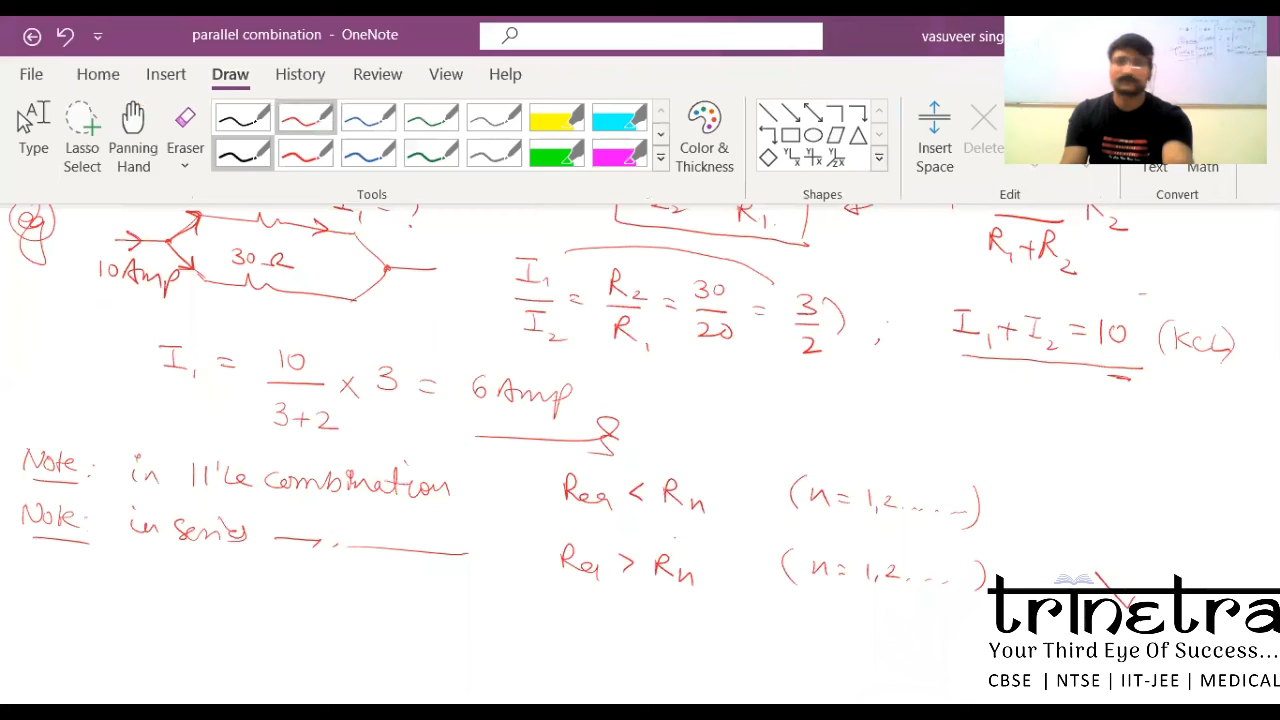 parallel combination - OneNote
vasuveer sing
File Home Insert Draw History Review View Help
Type
Lasso Select
Panning Hand
Eraser
Color & Thickness
Insert Space
Delete
Text
Math
Tools
Shapes
Edit
Convert
eg
I₁ = ?
10 Amp
30 Ω
I₂ R₁
R₂
R₁+R₂
I₁/I₂ = R₂/R₁ = 30/20 = 3/2 ) ;
I₁ + I₂ = 10 (KCL)
I₁ = 10/(3+2) × 3 = 6 Amp
Note: in 11'le combination Req < Rn (n = 1,2.......)
Note: in series Req > Rn (n = 1,2.......)
trinetra
Your Third Eye Of Success...
CBSE | NTSE | IIT-JEE | MEDICAL